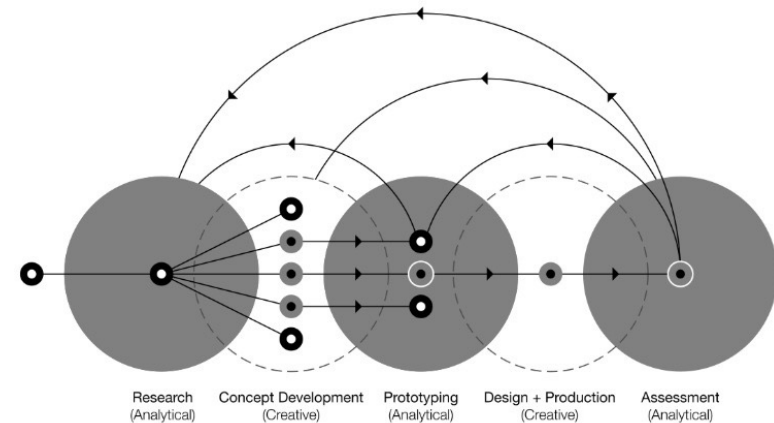 Research
(Analytical)
Concept Development
(Creative)
Prototyping
(Analytical)
Design + Production
(Creative)
Assessment
(Analytical)